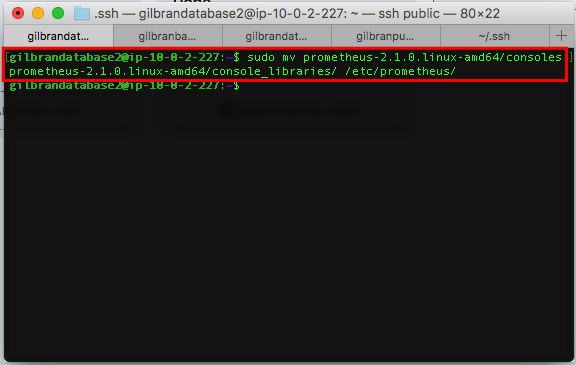 .ssh — gilbrandatabase2@ip-10-0-2-227: ~ — ssh public — 80×22
gilbrandat... gilbranba... gilbrandat... gilbranpu... ~/.ssh +
[gilbrandatabase2@ip-10-0-2-227:~$ sudo mv prometheus-2.1.0.linux-amd64/consoles ]
prometheus-2.1.0.linux-amd64/console_libraries/ /etc/prometheus/
gilbrandatabase2@ip-10-0-2-227:~$